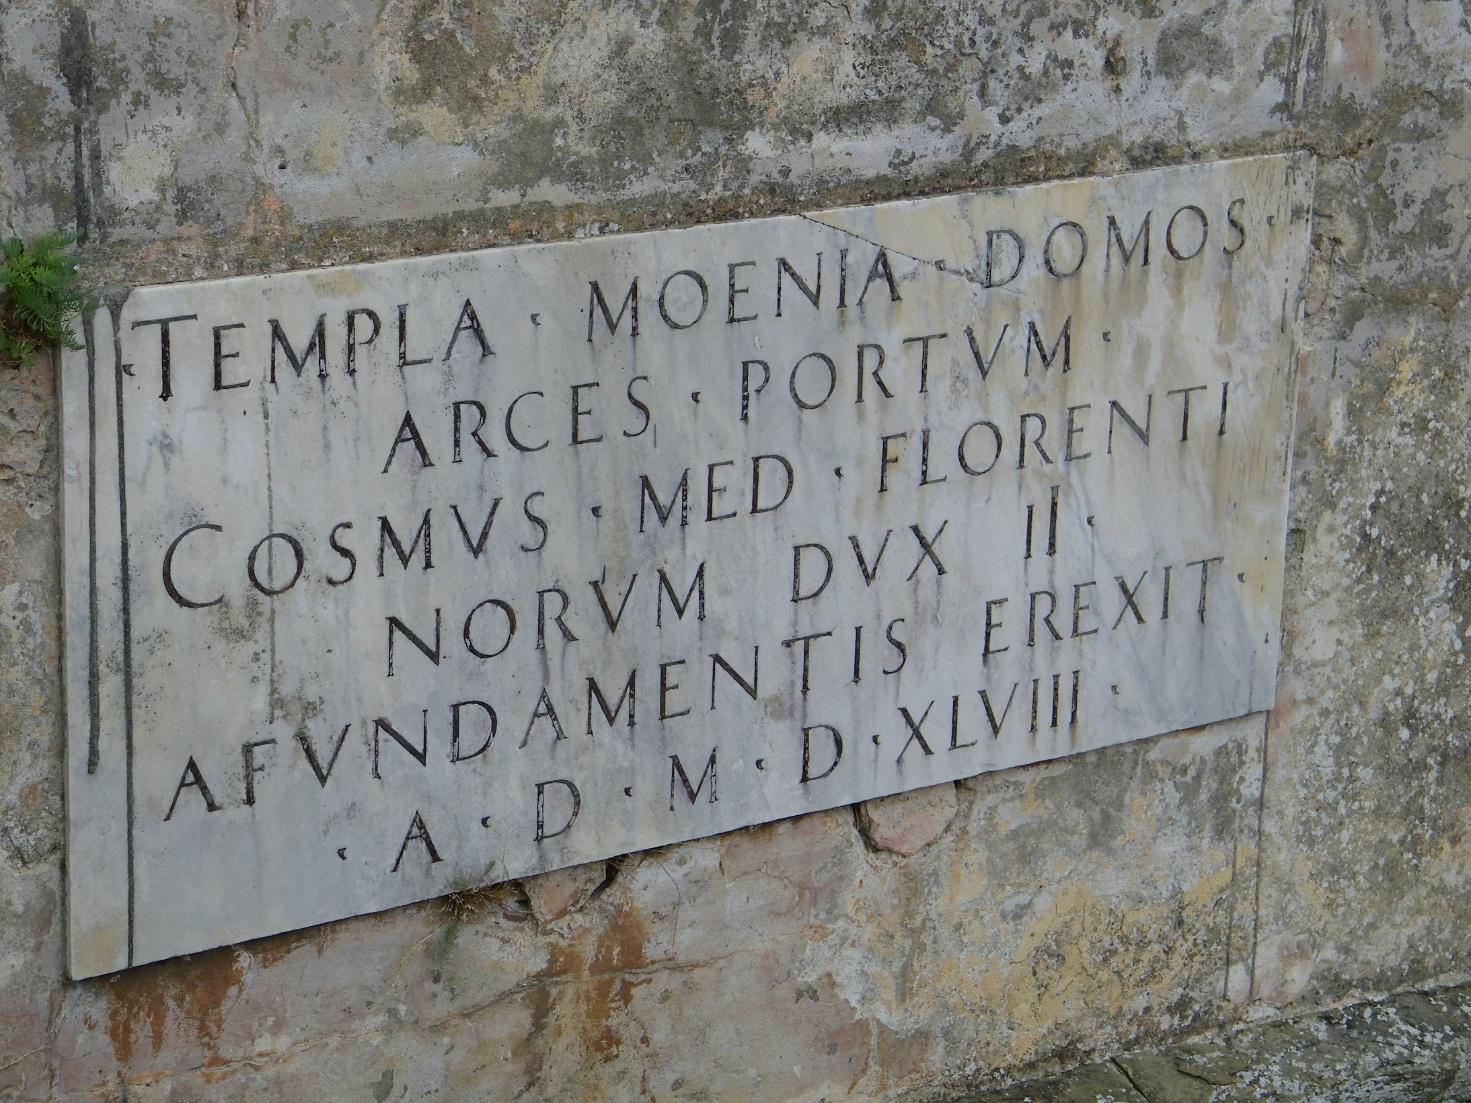 ·TEMPLA · MOENIA · DOMOS ·
ARCES · PORTVM ·
COSMVS · MED · FLORENTI
NORVM DVX II ·
AFVNDAMENTIS EREXIT ·
· A · D · M · D · XLVIII ·